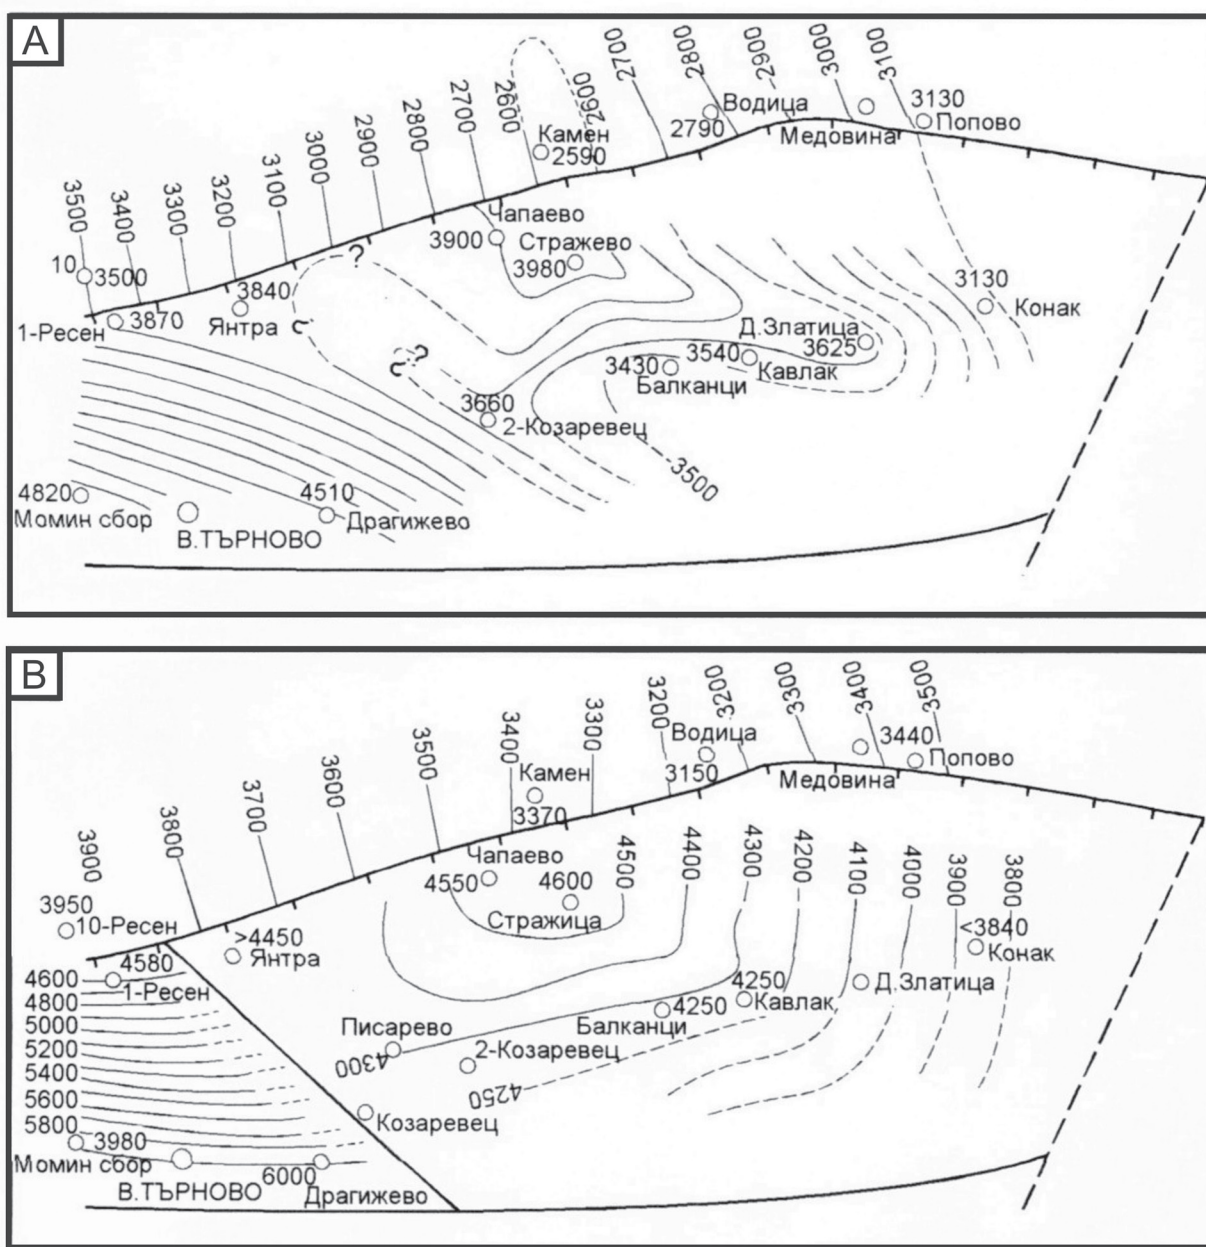 A
3500
3400
3300
3200
3100
3000
2900
2800
2700
2600
2600
2700
2800
2900
3000
3100
Водица
2790
Медовина
3130
Попово
Камен
2590
Чапаево
3900
Стражево
3980
10
3500
1-Ресен
3870
3840
Янтра
?
?
?
?
3130
Конак
Д.Златица
3625
3540
Кавлак
3430
Балканци
3660
2-Козаревец
3500
4820
Момин сбор
В.ТЪРНОВО
4510
Драгижево
B
3900
3800
3700
3600
3500
3400
3300
3200
3200
3300
3400
3500
Водица
3150
Медовина
3440
Попово
Камен
3370
Чапаево
4550
4600
Стражица
4500
4400
4300
4200
4100
4000
3900
3800
<3840
Конак
3950
10-Ресен
>4450
Янтра
4580
1-Ресен
4600
4800
5000
5200
5400
5600
5800
Д.Златица
4250
Кавлак
4250
Балканци
Писарево
4300
2-Козаревец
4250
Козаревец
3980
Момин сбор
В.ТЪРНОВО
6000
Драгижево